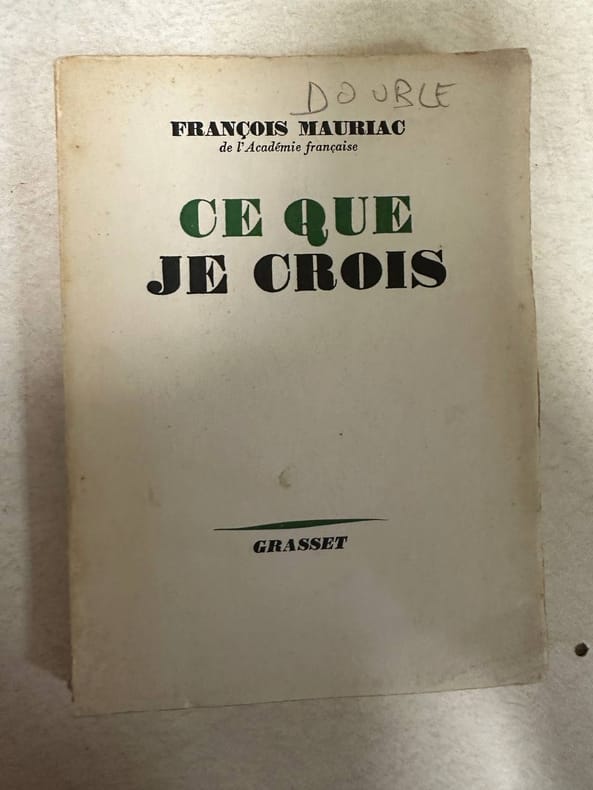 DOUBLE
FRANÇOIS MAURIAC
de l'Académie française
CE QUE
JE CROIS
GRASSET